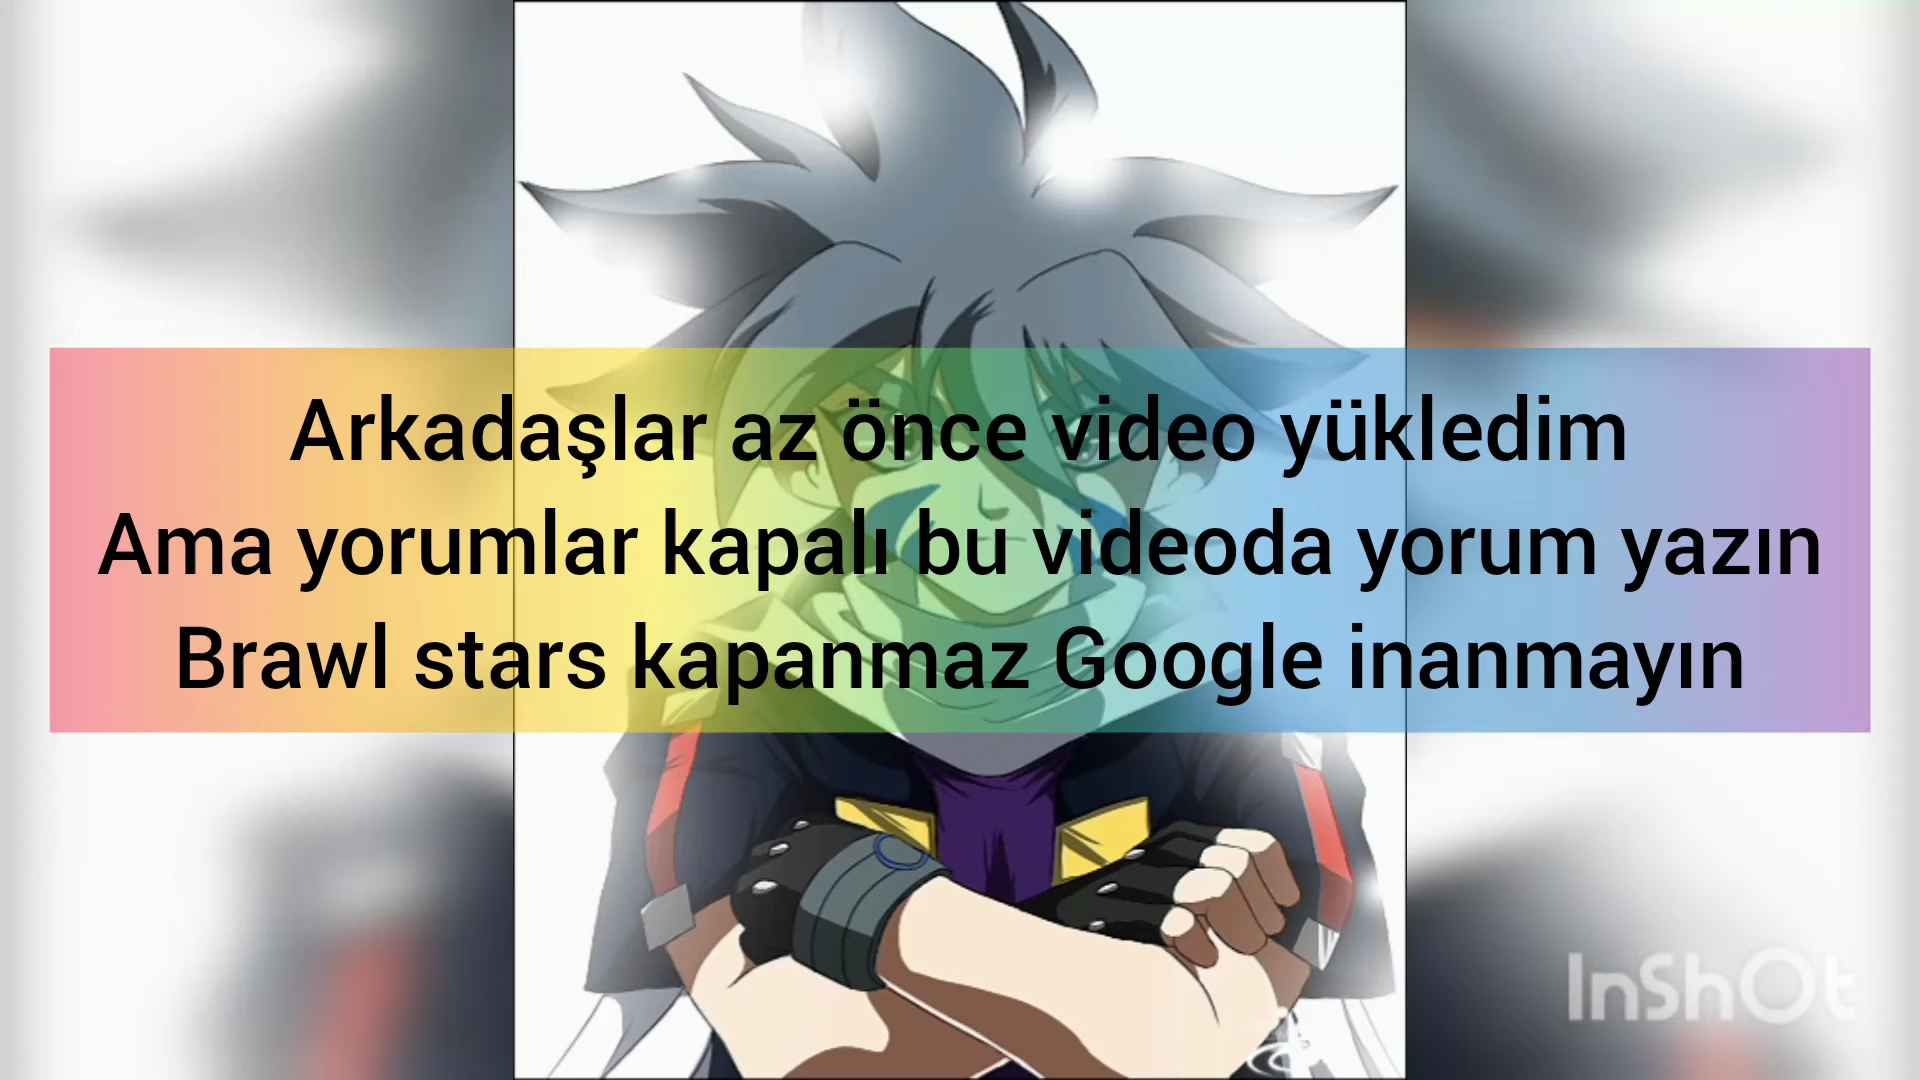 Arkadaşlar az önce video yükledim
Ama yorumlar kapalı bu videoda yorum yazın
Brawl stars kapanmaz Google inanmayın
InShOt